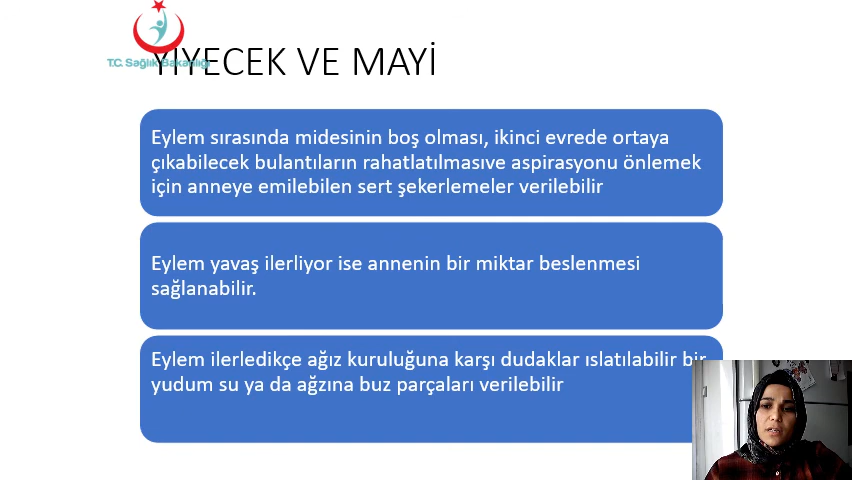 T.C. Sağlık Bakanlığı
YİYECEK VE MAYİ
Eylem sırasında midesinin boş olması, ikinci evrede ortaya
çıkabilecek bulantıların rahatlatılmasıve aspirasyonu önlemek
için anneye emilebilen sert şekerlemeler verilebilir
Eylem yavaş ilerliyor ise annenin bir miktar beslenmesi
sağlanabilir.
Eylem ilerledikçe ağız kuruluğuna karşı dudaklar ıslatılabilir bir
yudum su ya da ağzına buz parçaları verilebilir